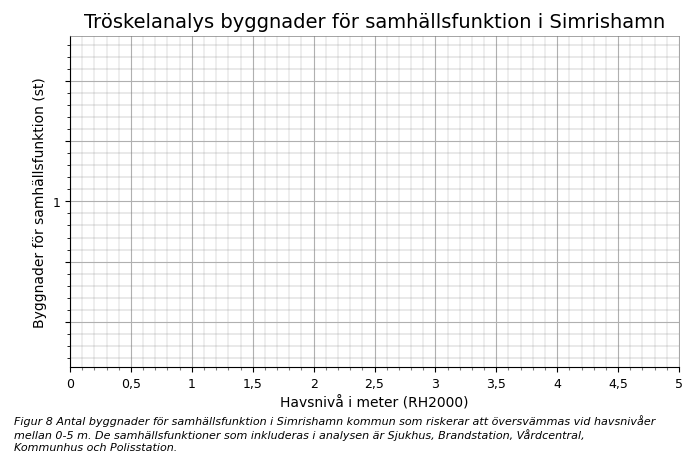 Tröskelanalys byggnader för samhällsfunktion i Simrishamn
Byggnader för samhällsfunktion (st)
1
0 0,5 1 1,5 2 2,5 3 3,5 4 4,5 5
Havsnivå i meter (RH2000)
Figur 8 Antal byggnader för samhällsfunktion i Simrishamn kommun som riskerar att översvämmas vid havsnivåer
mellan 0-5 m. De samhällsfunktioner som inkluderas i analysen är Sjukhus, Brandstation, Vårdcentral,
Kommunhus och Polisstation.